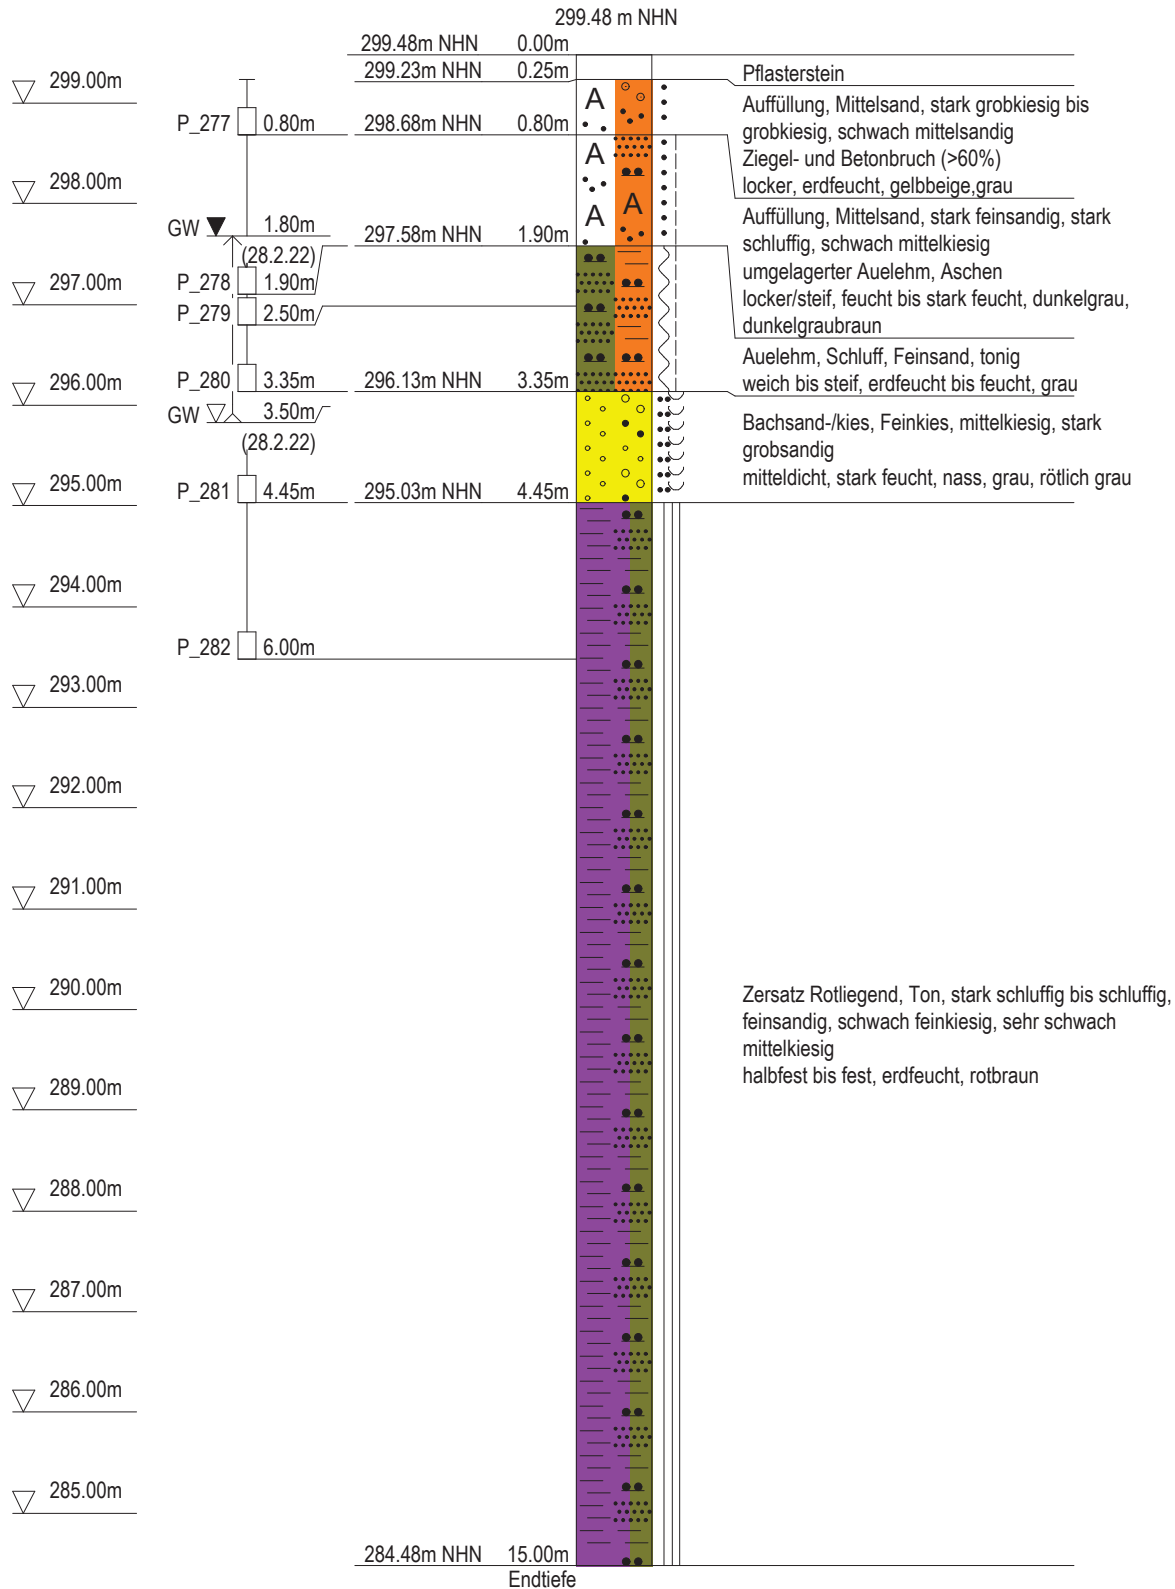 299.48 m NHN
299.48m NHN 0.00m
299.23m NHN 0.25m
Pflasterstein
299.00m
Auffüllung, Mittelsand, stark grobkiesig bis
grobkiesig, schwach mittelsandig
Ziegel- und Betonbruch (>60%)
locker, erdfeucht, gelbbeige,grau
A
P_277 0.80m
298.68m NHN 0.80m
A
298.00m
A
A
GW 1.80m
(28.2.22)
297.58m NHN 1.90m
Auffüllung, Mittelsand, stark feinsandig, stark
schluffig, schwach mittelkiesig
umgelagerter Auelehm, Aschen
locker/steif, feucht bis stark feucht, dunkelgrau,
dunkelgraubraun
P_278 1.90m
297.00m
P_279 2.50m
Auelehm, Schluff, Feinsand, tonig
weich bis steif, erdfeucht bis feucht, grau
P_280 3.35m
296.13m NHN 3.35m
296.00m
GW 3.50m
(28.2.22)
Bachsand-/kies, Feinkies, mittelkiesig, stark
grobsandig
mitteldicht, stark feucht, nass, grau, rötlich grau
295.00m
P_281 4.45m
295.03m NHN 4.45m
294.00m
P_282 6.00m
293.00m
292.00m
291.00m
290.00m
Zersatz Rotliegend, Ton, stark schluffig bis schluffig,
feinsandig, schwach feinkiesig, sehr schwach
mittelkiesig
halbfest bis fest, erdfeucht, rotbraun
289.00m
288.00m
287.00m
286.00m
285.00m
284.48m NHN 15.00m
Endtiefe